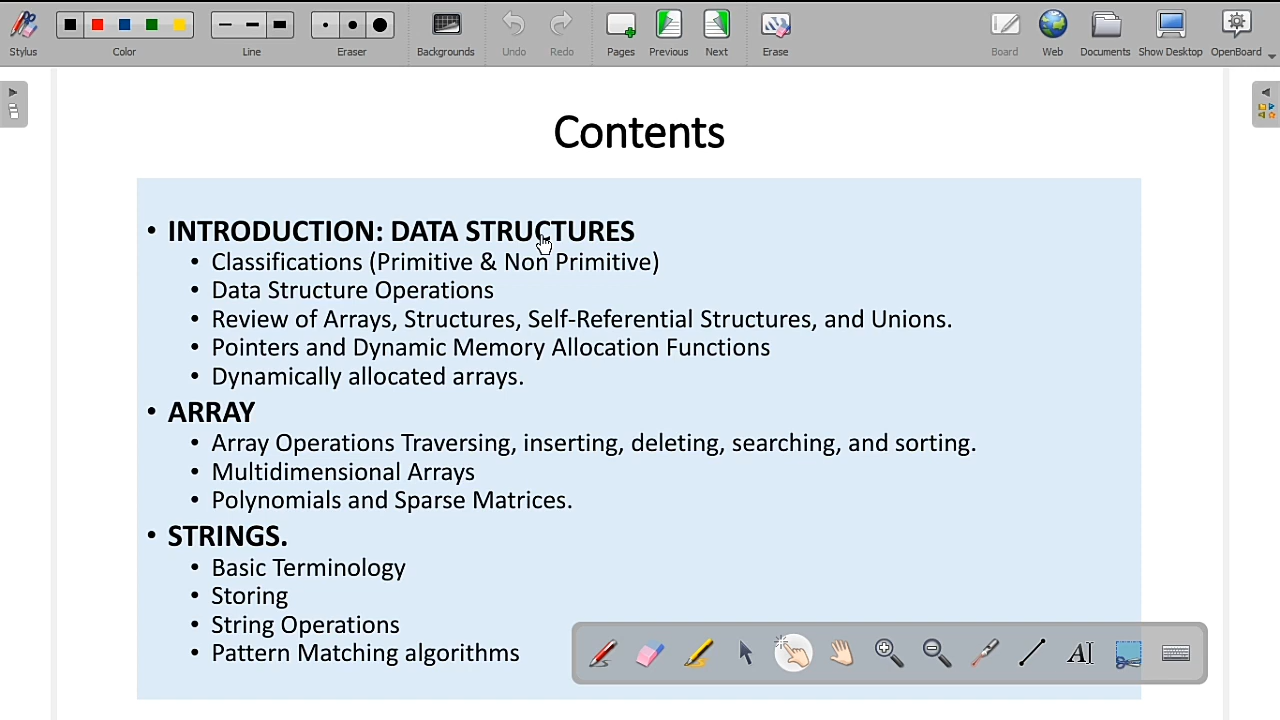 Stylus
Color
Line
Eraser
Backgrounds
Undo
Redo
Pages
Previous
Next
Erase
Board
Web
Documents
Show Desktop
OpenBoard
Contents
• INTRODUCTION: DATA STRUCTURES
• Classifications (Primitive & Non Primitive)
• Data Structure Operations
• Review of Arrays, Structures, Self-Referential Structures, and Unions.
• Pointers and Dynamic Memory Allocation Functions
• Dynamically allocated arrays.
• ARRAY
• Array Operations Traversing, inserting, deleting, searching, and sorting.
• Multidimensional Arrays
• Polynomials and Sparse Matrices.
• STRINGS.
• Basic Terminology
• Storing
• String Operations
• Pattern Matching algorithms
AI